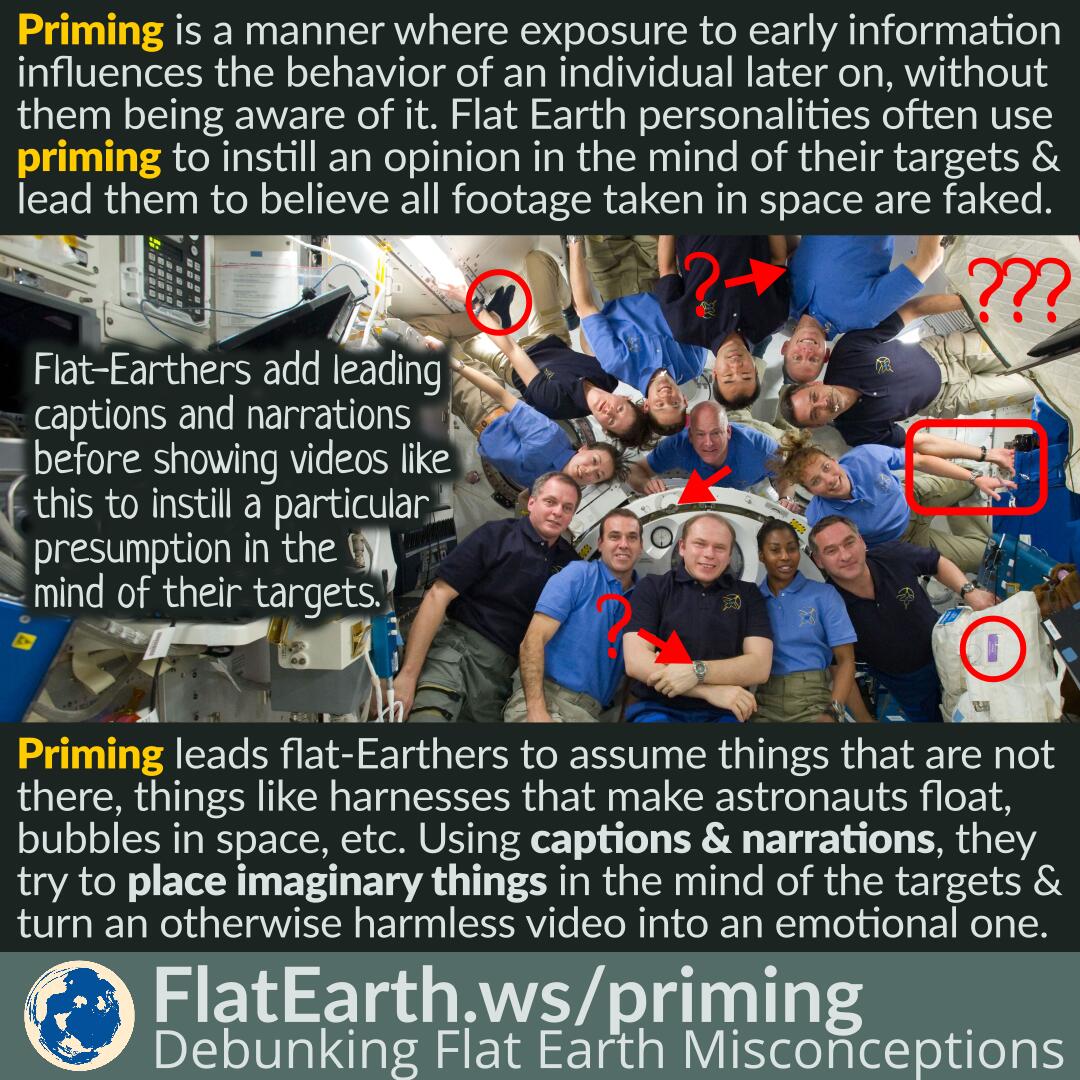 Priming is a manner where exposure to early information
influences the behavior of an individual later on, without
them being aware of it. Flat Earth personalities often use
priming to instill an opinion in the mind of their targets &
lead them to believe all footage taken in space are faked.
? ???
Flat-Earthers add leading
captions and narrations
before showing videos like
this to instill a particular
presumption in the
mind of their targets.
?
Priming leads flat-Earthers to assume things that are not
there, things like harnesses that make astronauts float,
bubbles in space, etc. Using captions & narrations, they
try to place imaginary things in the mind of the targets &
turn an otherwise harmless video into an emotional one.
FlatEarth.ws/priming
Debunking Flat Earth Misconceptions